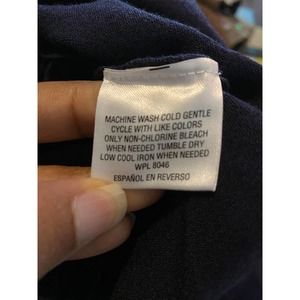 MACHINE WASH COLD GENTLE
CYCLE WITH LIKE COLORS
ONLY NON-CHLORINE BLEACH
WHEN NEEDED TUMBLE DRY
LOW COOL IRON WHEN NEEDED
WPL 8046
ESPAÑOL EN REVERSO